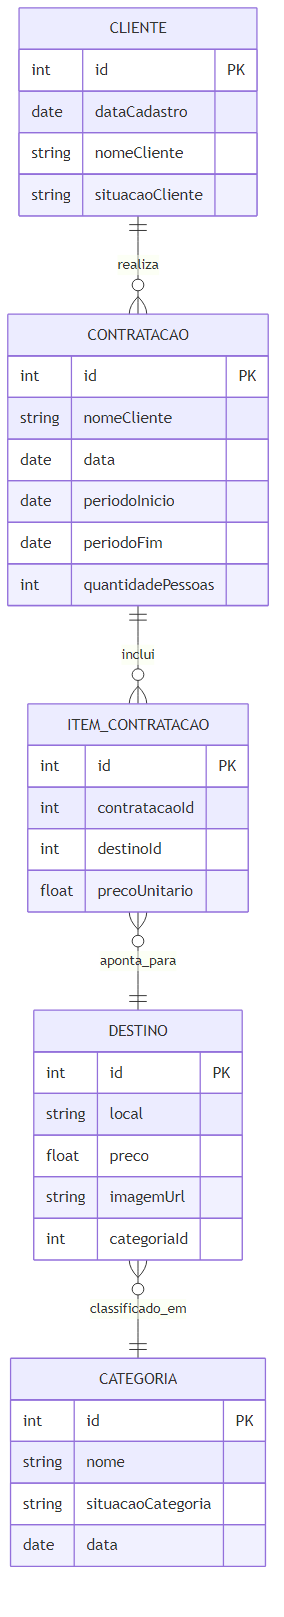 CLIENTE
int id PK
date dataCadastro
string nomeCliente
string situacaoCliente
realiza
CONTRATACAO
int id PK
string nomeCliente
date data
date periodoInicio
date periodoFim
int quantidadePessoas
inclui
ITEM_CONTRATACAO
int id PK
int contratacaoId
int destinoId
float precoUnitario
aponta_para
DESTINO
int id PK
string local
float preco
string imagemUrl
int categoriaId
classificado_em
CATEGORIA
int id PK
string nome
string situacaoCategoria
date data